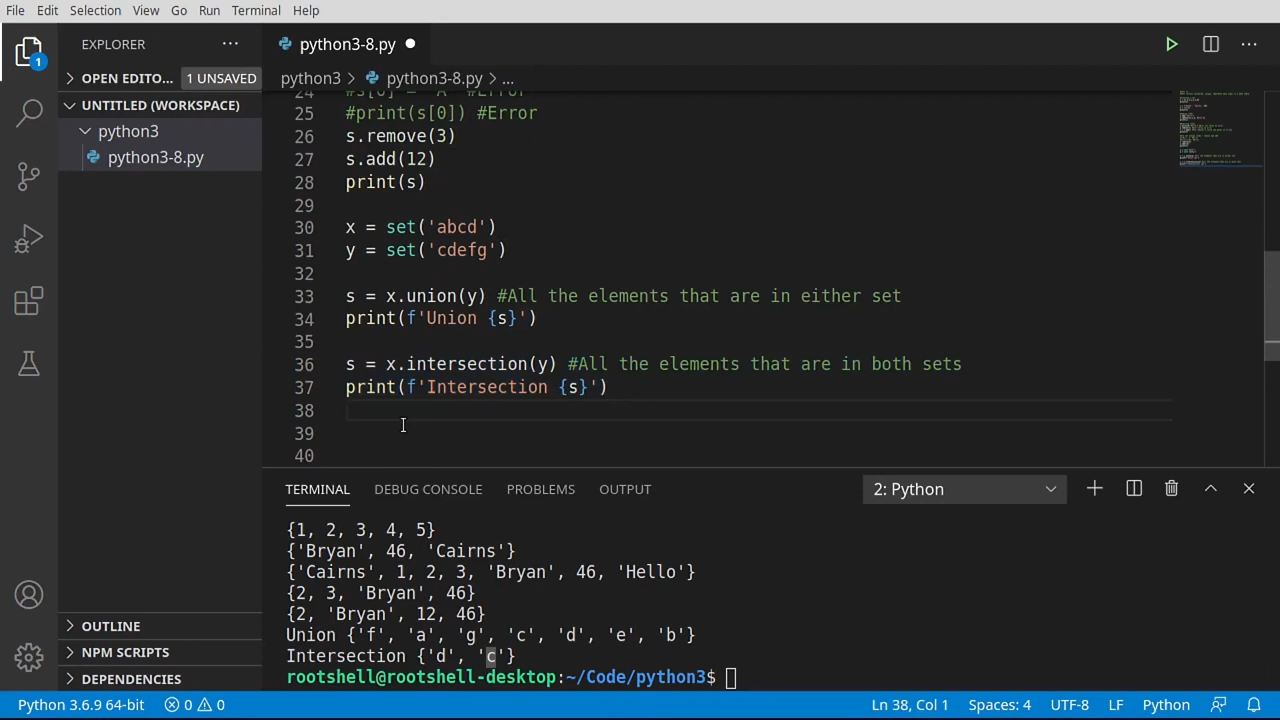 File Edit Selection View Go Run Terminal Help
EXPLORER
python3-8.py
1
OPEN EDITO... 1 UNSAVED
python3 > python3-8.py > ...
UNTITLED (WORKSPACE)
python3
python3-8.py
24 #s[0] = 'A' #Error
25 #print(s[0]) #Error
26 s.remove(3)
27 s.add(12)
28 print(s)
29
30 x = set('abcd')
31 y = set('cdefg')
32
33 s = x.union(y) #All the elements that are in either set
34 print(f'Union {s}')
35
36 s = x.intersection(y) #All the elements that are in both sets
37 print(f'Intersection {s}')
38
39
40
TERMINAL DEBUG CONSOLE PROBLEMS OUTPUT 2: Python
{1, 2, 3, 4, 5}
{'Bryan', 46, 'Cairns'}
{'Cairns', 1, 2, 3, 'Bryan', 46, 'Hello'}
{2, 3, 'Bryan', 46}
{2, 'Bryan', 12, 46}
Union {'f', 'a', 'g', 'c', 'd', 'e', 'b'}
Intersection {'d', 'c'}
rootshell@rootshell-desktop:~/Code/python3$
OUTLINE
NPM SCRIPTS
DEPENDENCIES
Python 3.6.9 64-bit 0 0 Ln 38, Col 1 Spaces: 4 UTF-8 LF Python